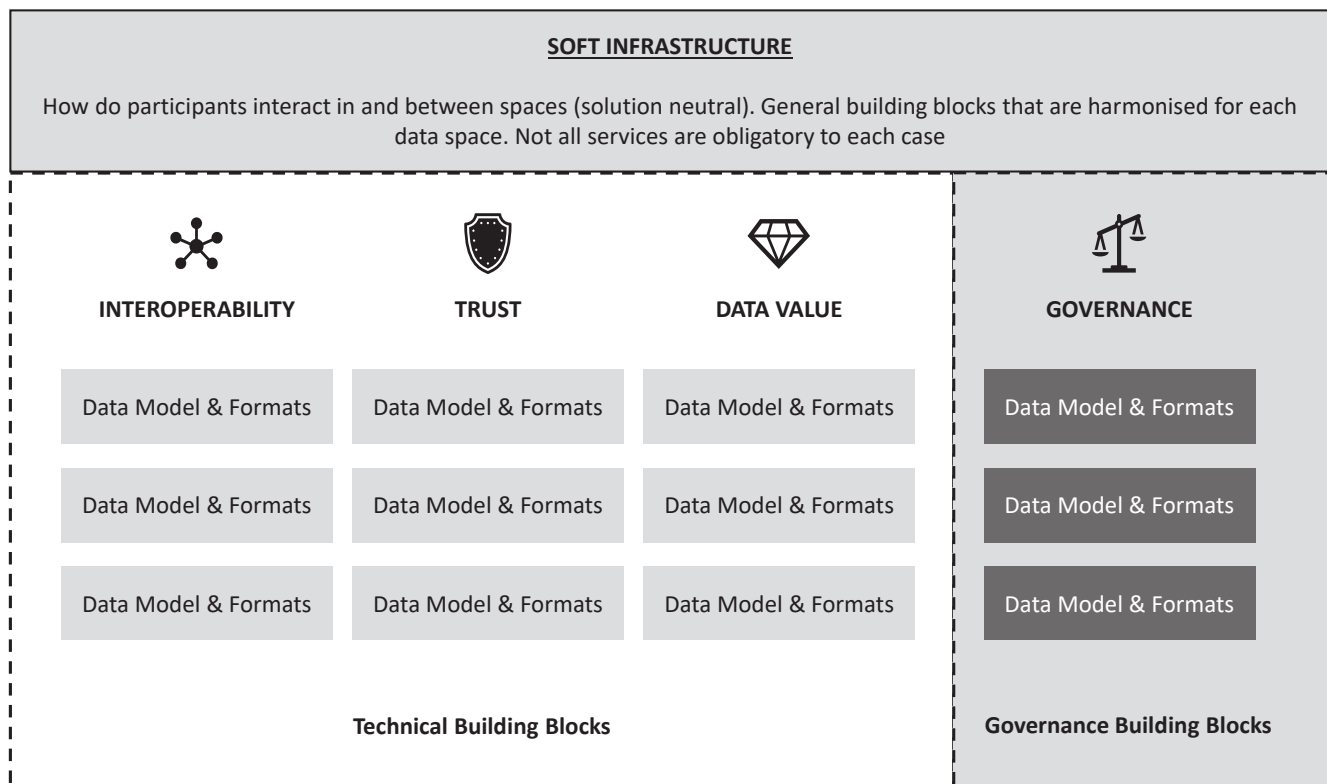 SOFT INFRASTRUCTURE
How do participants interact in and between spaces (solution neutral). General building blocks that are harmonised for each
data space. Not all services are obligatory to each case
INTEROPERABILITY
TRUST
DATA VALUE
GOVERNANCE
Data Model & Formats
Data Model & Formats
Data Model & Formats
Data Model & Formats
Data Model & Formats
Data Model & Formats
Data Model & Formats
Data Model & Formats
Data Model & Formats
Data Model & Formats
Data Model & Formats
Data Model & Formats
Technical Building Blocks
Governance Building Blocks